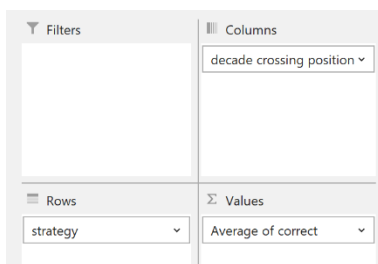 Filters
Columns
decade crossing position
Rows
Values
strategy
Average of correct